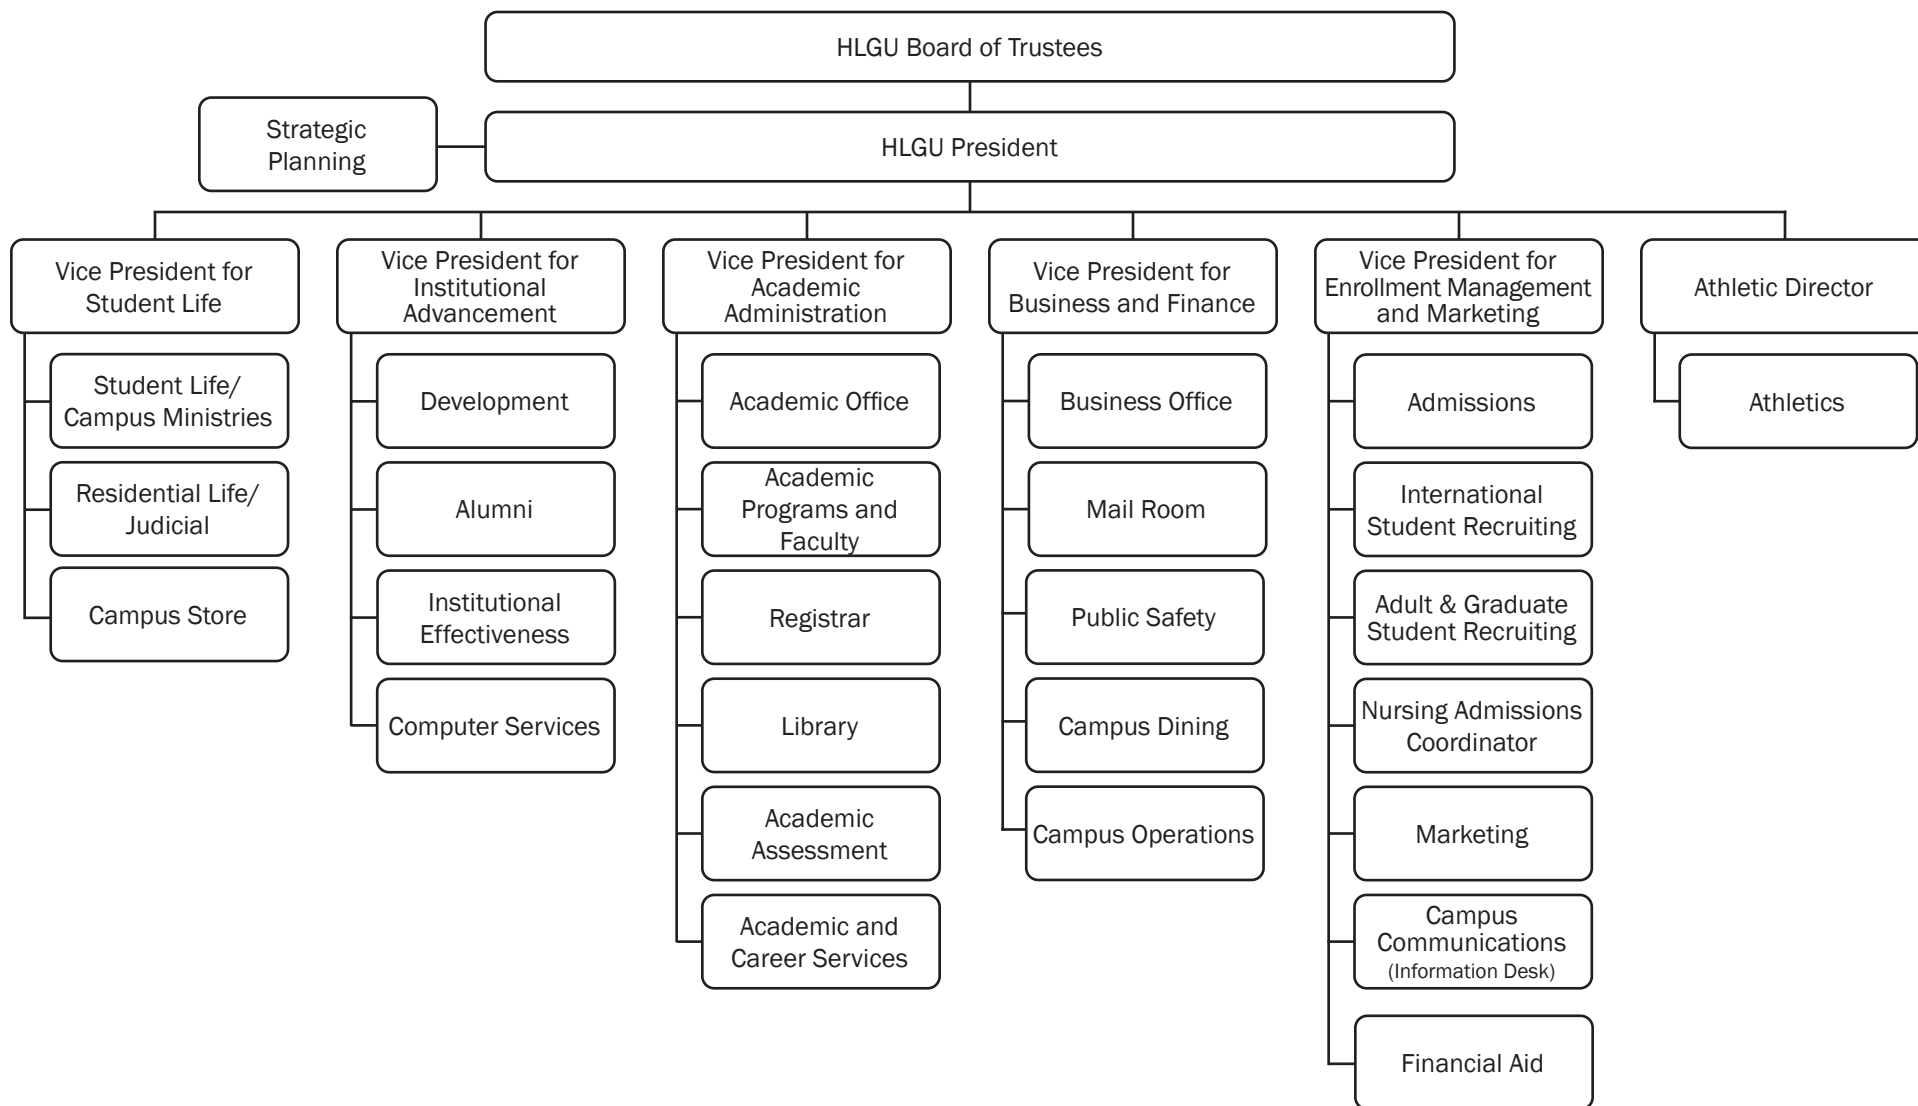 HLGU Board of Trustees
Strategic
Planning
HLGU President
Vice President for
Student Life
Student Life/
Campus Ministries
Residential Life/
Judicial
Campus Store
Vice President for
Institutional
Advancement
Development
Alumni
Institutional
Effectiveness
Computer Services
Vice President for
Academic
Administration
Academic Office
Academic
Programs and
Faculty
Registrar
Library
Academic
Assessment
Academic and
Career Services
Vice President for
Business and Finance
Business Office
Mail Room
Public Safety
Campus Dining
Campus Operations
Vice President for
Enrollment Management
and Marketing
Admissions
International
Student Recruiting
Adult & Graduate
Student Recruiting
Nursing Admissions
Coordinator
Marketing
Campus
Communications
(Information Desk)
Financial Aid
Athletic Director
Athletics